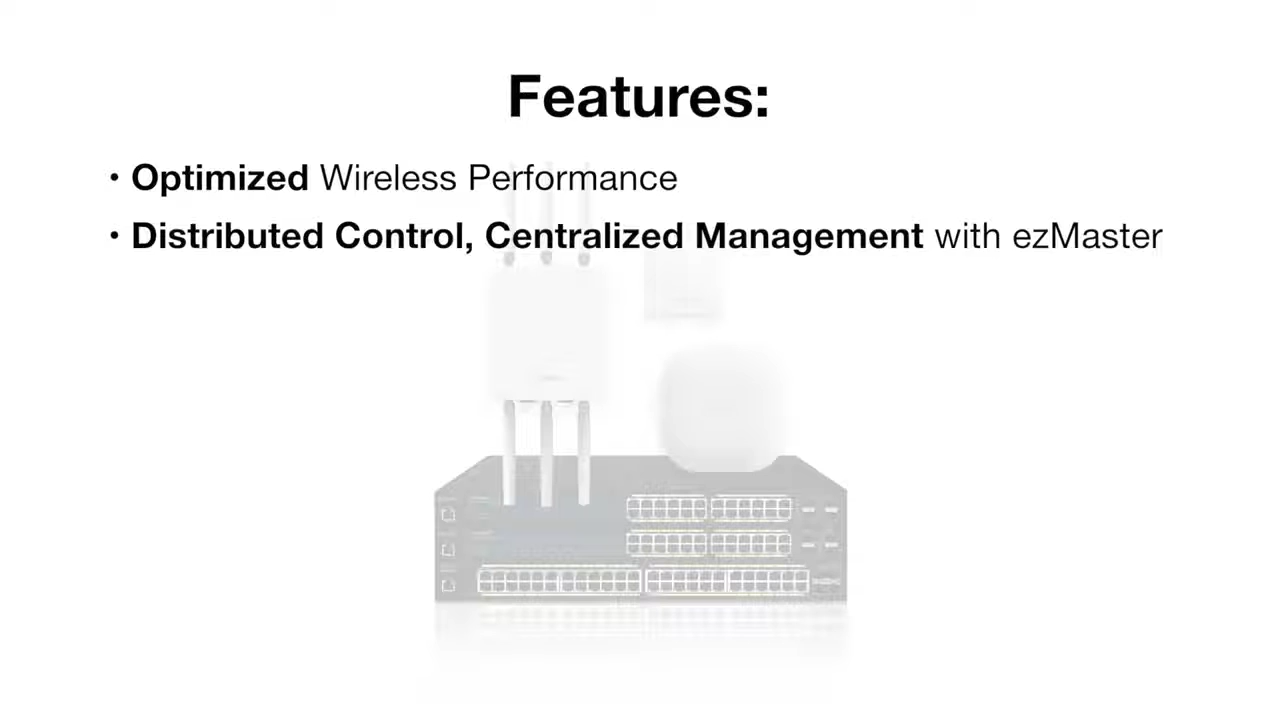 Features:
• Optimized Wireless Performance
• Distributed Control, Centralized Management with ezMaster